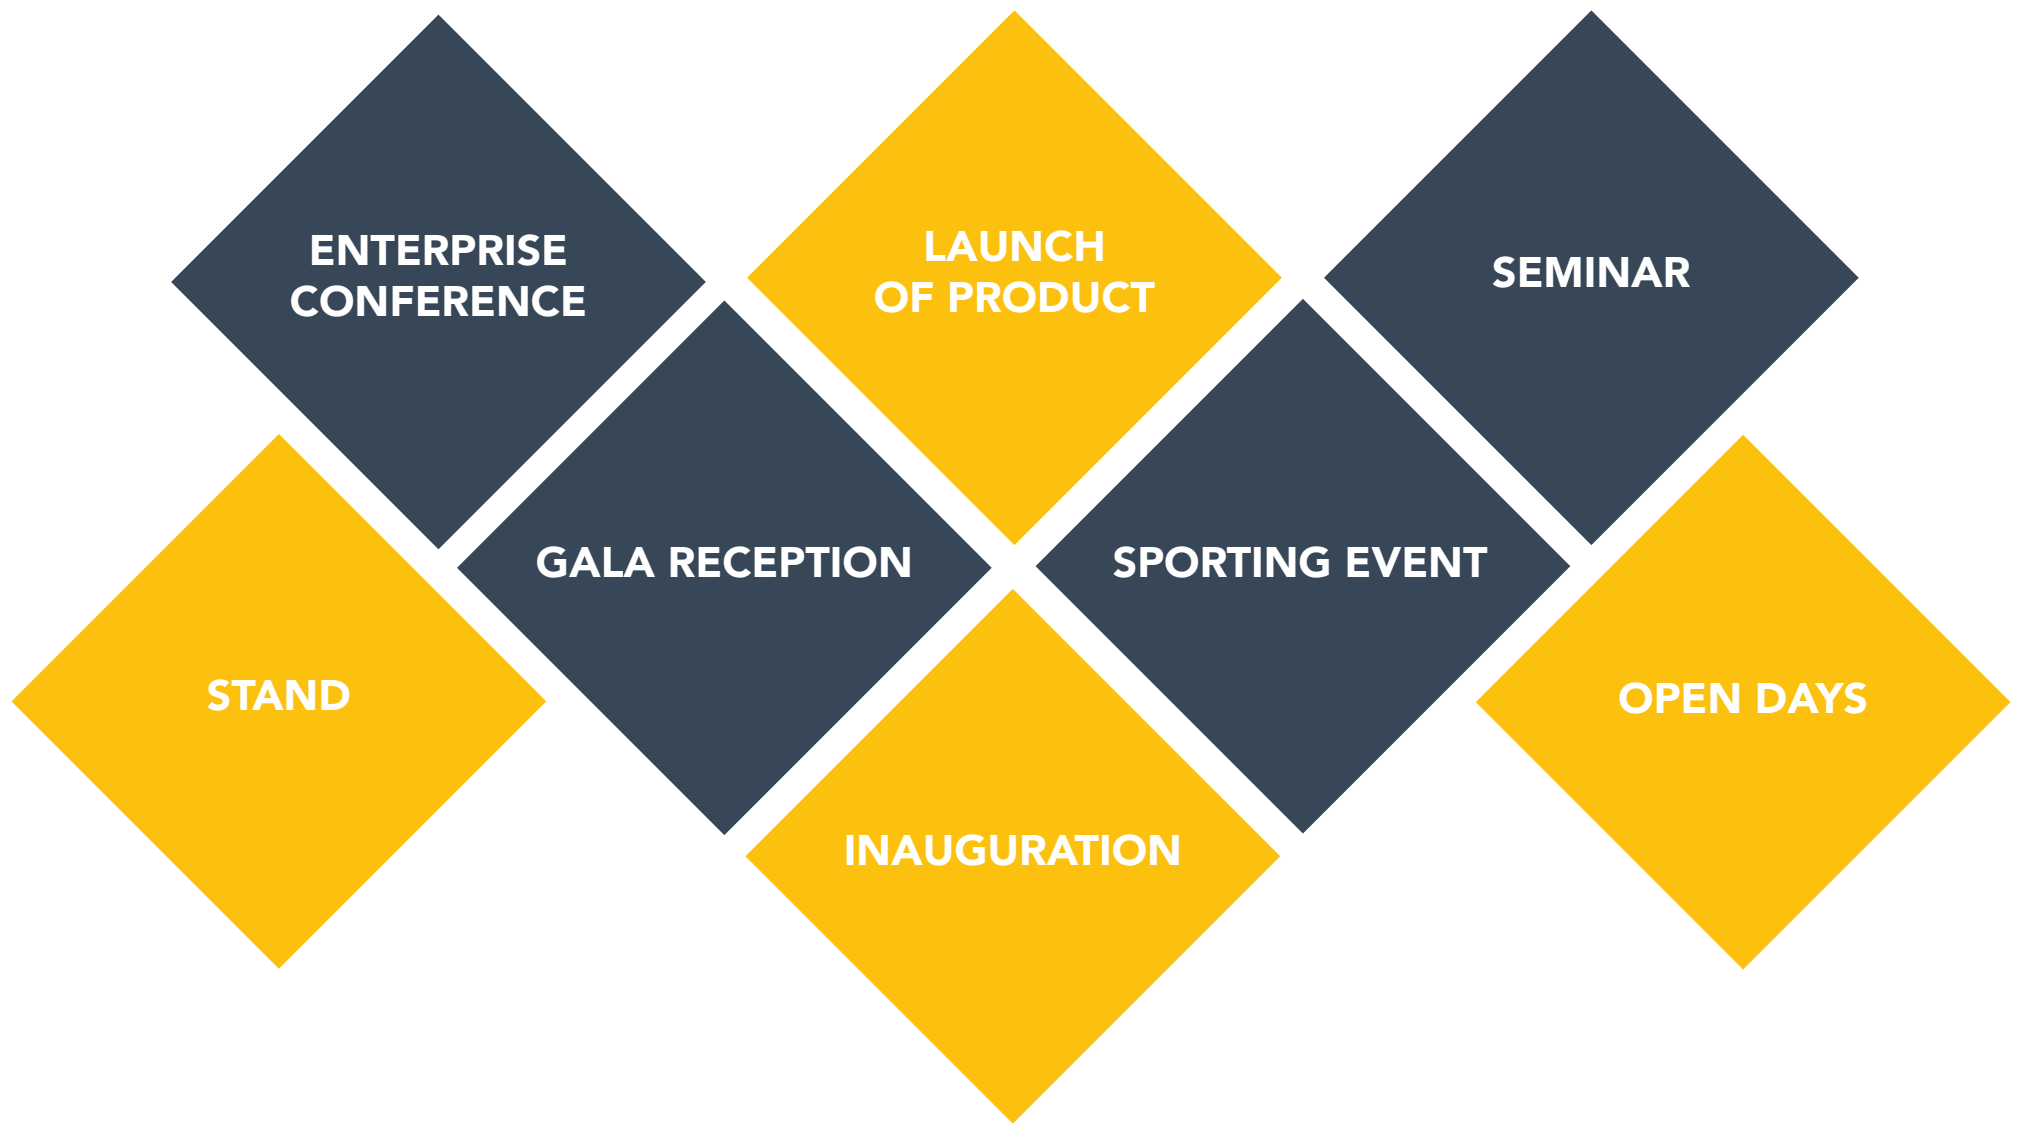 ENTERPRISE
CONFERENCE
LAUNCH
OF PRODUCT
SEMINAR
GALA RECEPTION
SPORTING EVENT
STAND
OPEN DAYS
INAUGURATION